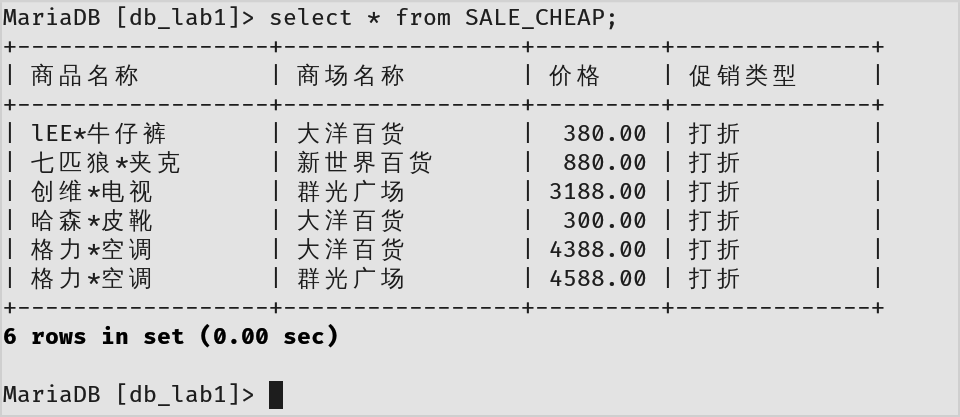 MariaDB [db_lab1]> select * from SALE_CHEAP;
+-------------------+-----------------+---------+--------------+
| 商品名称 | 商场名称 | 价格 | 促销类型 |
+-------------------+-----------------+---------+--------------+
| lEE*牛仔裤 | 大洋百货 | 380.00 | 打折 |
| 七匹狼*夹克 | 新世界百货 | 880.00 | 打折 |
| 创维*电视 | 群光广场 | 3188.00 | 打折 |
| 哈森*皮靴 | 大洋百货 | 300.00 | 打折 |
| 格力*空调 | 大洋百货 | 4388.00 | 打折 |
| 格力*空调 | 群光广场 | 4588.00 | 打折 |
+-------------------+-----------------+---------+--------------+
6 rows in set (0.00 sec)
MariaDB [db_lab1]>